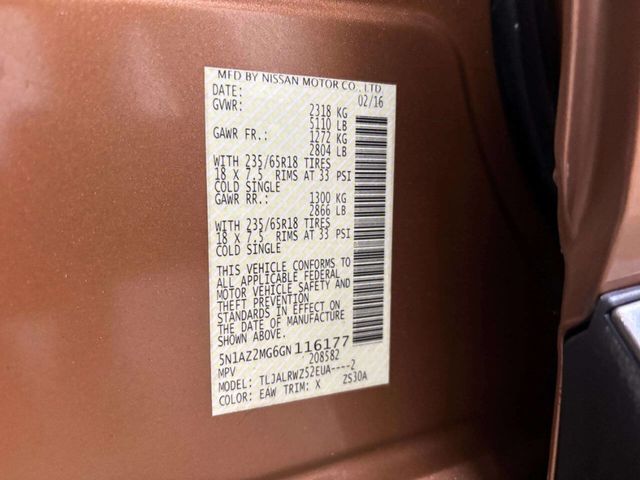 MFD BY NISSAN MOTOR CO., LTD.
DATE: 02/16
GVWR: 2318 KG
5110 LB
GAWR FR.: 1272 KG
2804 LB
WITH 235/65R18 TIRES
18 X 7.5 RIMS AT 33 PSI
COLD SINGLE
GAWR RR.: 1300 KG
2866 LB
WITH 235/65R18 TIRES
18 X 7.5 RIMS AT 33 PSI
COLD SINGLE
THIS VEHICLE CONFORMS TO
ALL APPLICABLE FEDERAL
MOTOR VEHICLE SAFETY AND
THEFT PREVENTION
STANDARDS IN EFFECT ON
THE DATE OF MANUFACTURE
SHOWN ABOVE.
5N1AZ2MG6GN116177
MPV 208582
MODEL: TLJALRWZ52EUA----2
COLOR: EAW TRIM: X ZS30A